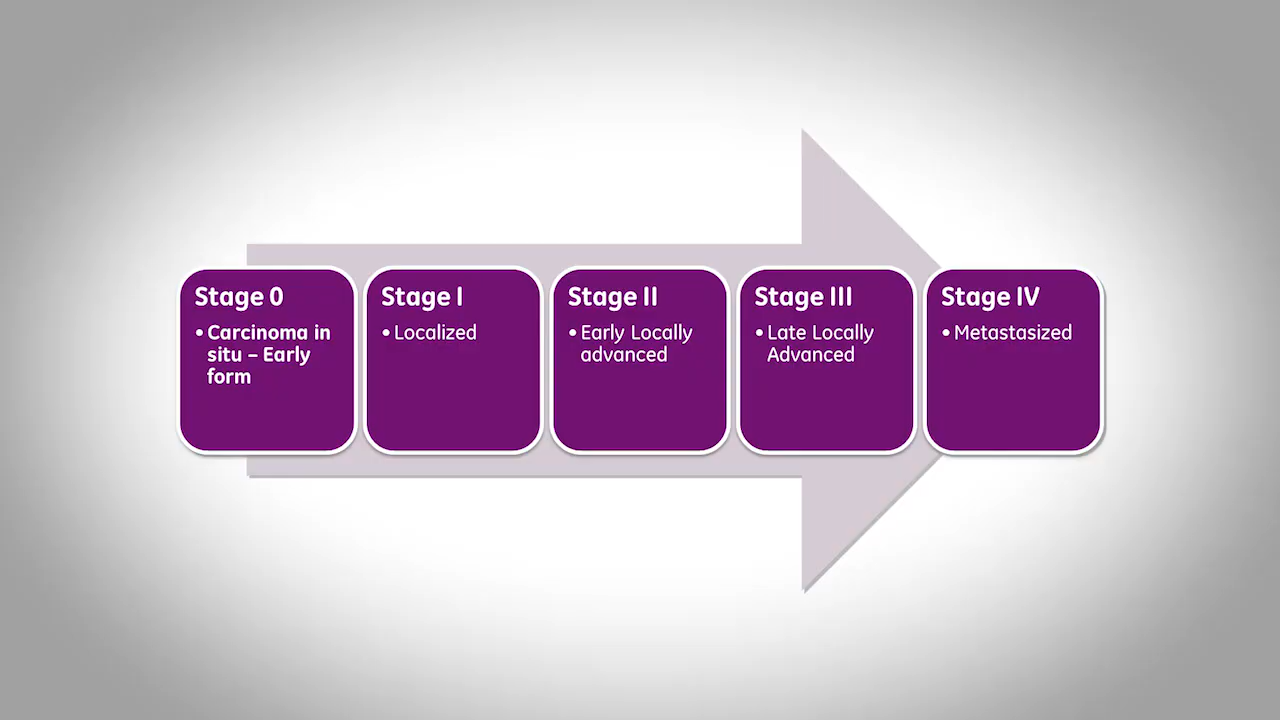 Stage 0
• Carcinoma in
situ – Early
form
Stage I
• Localized
Stage II
• Early Locally
advanced
Stage III
• Late Locally
Advanced
Stage IV
• Metastasized